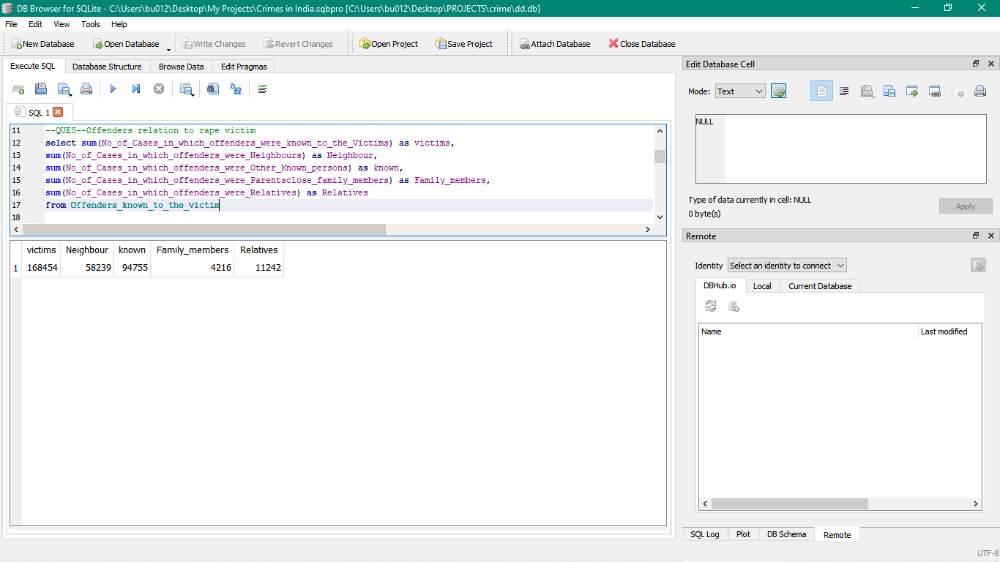 DB Browser for SQLite - C:\Users\bu012\Desktop\My Projects\Crimes in India.sqbpro [C:\Users\bu012\Desktop\PROJECTS\crime\dd.db]
File Edit View Tools Help
New Database Open Database Write Changes Revert Changes Open Project Save Project Attach Database Close Database
Execute SQL Database Structure Browse Data Edit Pragmas
SQL 1
11 --QUES--Offenders relation to rape victim
12 select sum(No_of_Cases_in_which_offenders_were_known_to_the_Victims) as victims,
13 sum(No_of_Cases_in_which_offenders_were_Neighbours) as Neighbour,
14 sum(No_of_Cases_in_which_offenders_were_Other_Known_persons) as known,
15 sum(No_of_Cases_in_which_offenders_were_Parentsclose_family_members) as Family_members,
16 sum(No_of_Cases_in_which_offenders_were_Relatives) as Relatives
17 from Offenders_known_to_the_victim
18
victims Neighbour known Family_members Relatives
1 168454 58239 94755 4216 11242
Edit Database Cell
Mode: Text
NULL
Type of data currently in cell: NULL
0 byte(s)
Apply
Remote
Identity Select an identity to connect
DBHub.io Local Current Database
Name Last modified
SQL Log Plot DB Schema Remote
UTF-8